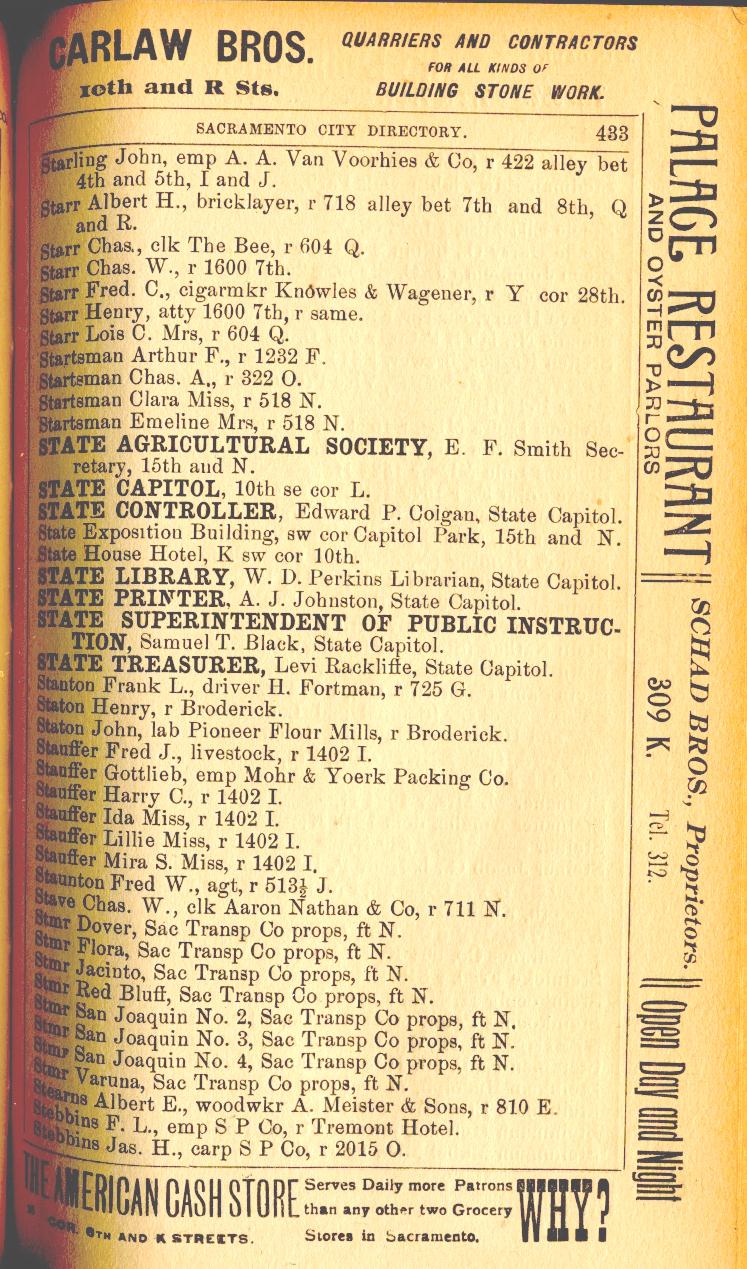 CARLAW BROS.
10th and R Sts.
QUARRIERS AND CONTRACTORS
FOR ALL KINDS OF
BUILDING STONE WORK.
SACRAMENTO CITY DIRECTORY. 433
Starling John, emp A. A. Van Voorhies & Co, r 422 alley bet
4th and 5th, I and J.
Starr Albert H., bricklayer, r 718 alley bet 7th and 8th, Q
and R.
Starr Chas., clk The Bee, r 604 Q.
Starr Chas. W., r 1600 7th.
Starr Fred. C., cigarmkr Knowles & Wagener, r Y cor 28th.
Starr Henry, atty 1600 7th, r same.
Starr Lois C. Mrs, r 604 Q.
Startsman Arthur F., r 1232 F.
Startsman Chas. A., r 322 O.
Startsman Clara Miss, r 518 N.
Startsman Emeline Mrs, r 518 N.
STATE AGRICULTURAL SOCIETY, E. F. Smith Sec-
retary, 15th and N.
STATE CAPITOL, 10th se cor L.
STATE CONTROLLER, Edward P. Colgan, State Capitol.
State Exposition Building, sw cor Capitol Park, 15th and N.
State House Hotel, K sw cor 10th.
STATE LIBRARY, W. D. Perkins Librarian, State Capitol.
STATE PRINTER, A. J. Johnston, State Capitol.
STATE SUPERINTENDENT OF PUBLIC INSTRUC-
TION, Samuel T. Black, State Capitol.
STATE TREASURER, Levi Rackliffe, State Capitol.
Stanton Frank L., driver H. Fortman, r 725 G.
Staton Henry, r Broderick.
Staton John, lab Pioneer Flour Mills, r Broderick.
Stauffer Fred J., livestock, r 1402 I.
Stauffer Gottlieb, emp Mohr & Yoerk Packing Co.
Stauffer Harry C., r 1402 I.
Stauffer Ida Miss, r 1402 I.
Stauffer Lillie Miss, r 1402 I.
Stauffer Mira S. Miss, r 1402 I.
Staunton Fred W., agt, r 513½ J.
Stave Chas. W., clk Aaron Nathan & Co, r 711 N.
Stmr Dover, Sac Transp Co props, ft N.
Stmr Flora, Sac Transp Co props, ft N.
Stmr Jacinto, Sac Transp Co props, ft N.
Stmr Red Bluff, Sac Transp Co props, ft N.
Stmr San Joaquin No. 2, Sac Transp Co props, ft N.
Stmr San Joaquin No. 3, Sac Transp Co props, ft N.
Stmr San Joaquin No. 4, Sac Transp Co props, ft N.
Stmr Varuna, Sac Transp Co props, ft N.
Stearns Albert E., woodwkr A. Meister & Sons, r 810 E.
Stebbins F. L., emp S P Co, r Tremont Hotel.
Stebbins Jas. H., carp S P Co, r 2015 O.
PALACE RESTAURANT
AND OYSTER PARLORS
SCHAD BROS., Proprietors.
309 K. Tel. 312.
Open Day and Night
THE AMERICAN CASH STORE
COR. 8TH AND K STREETS.
Serves Daily more Patrons
than any other two Grocery
Stores in Sacramento.
WHY?